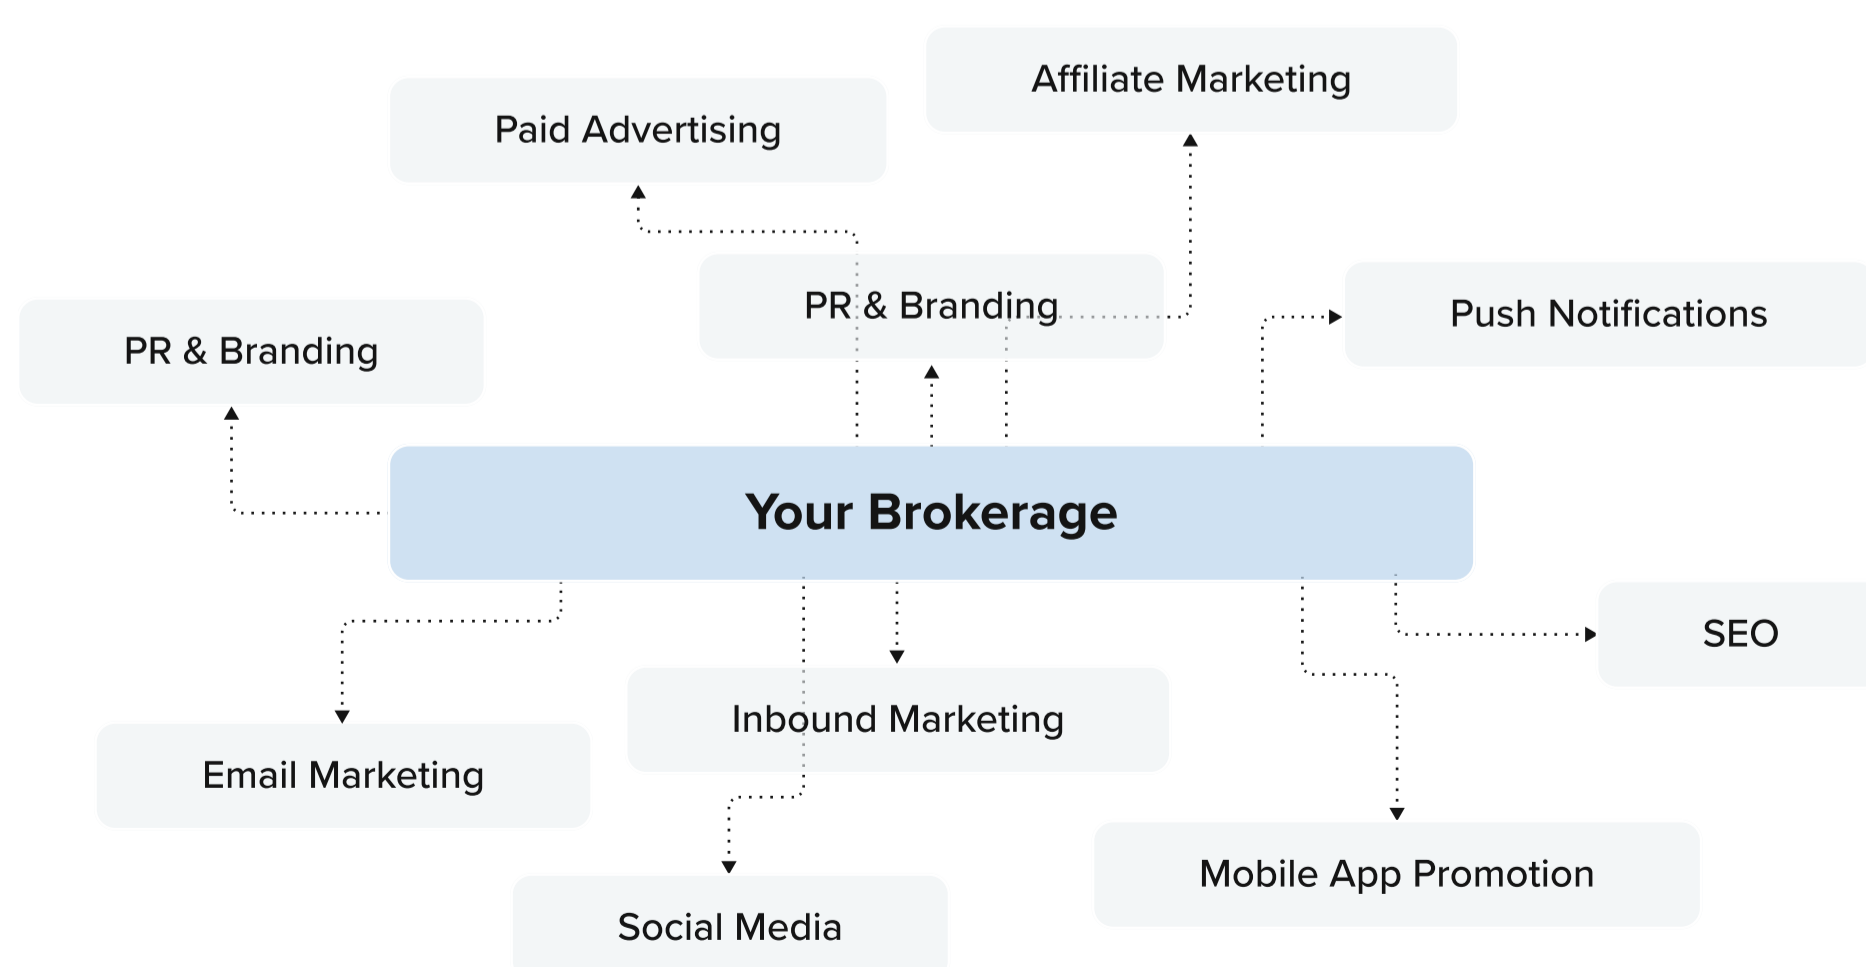 Affiliate Marketing
Paid Advertising
PR & Branding
Push Notifications
PR & Branding
Your Brokerage
SEO
Inbound Marketing
Email Marketing
Mobile App Promotion
Social Media